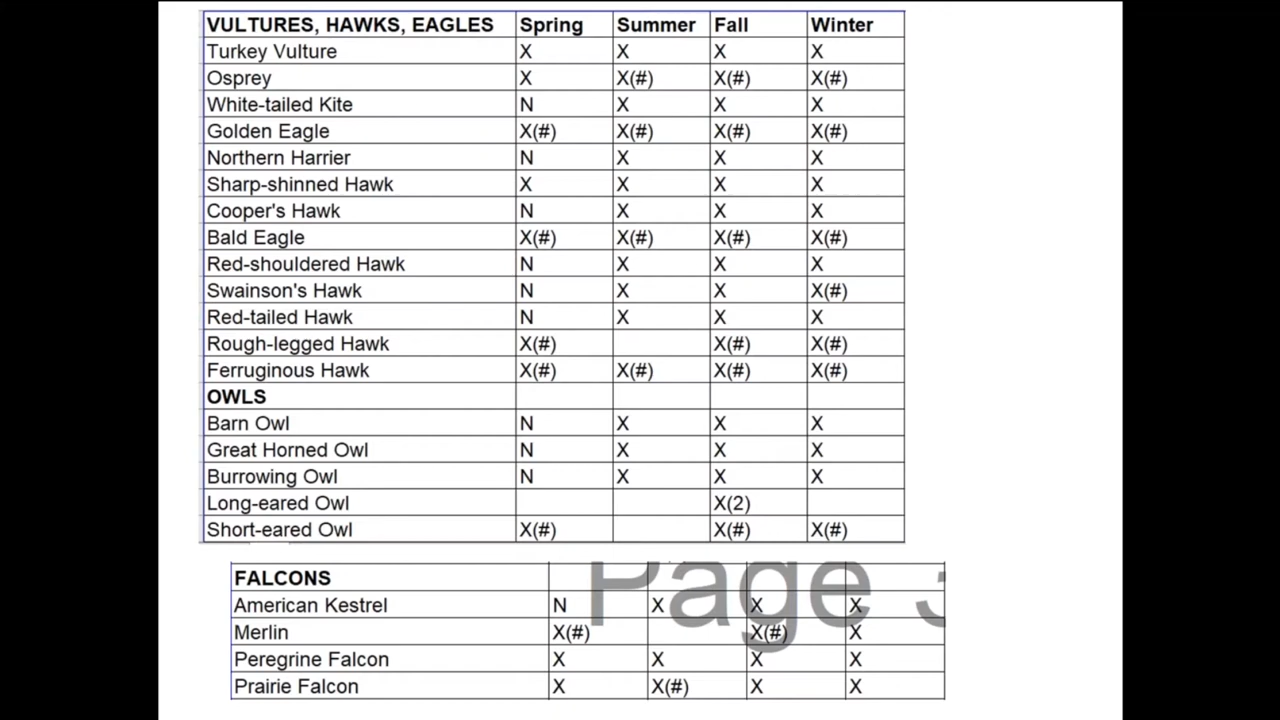 VULTURES, HAWKS, EAGLES Spring Summer Fall Winter
Turkey Vulture X X X X
Osprey X X(#) X(#) X(#)
White-tailed Kite N X X X
Golden Eagle X(#) X(#) X(#) X(#)
Northern Harrier N X X X
Sharp-shinned Hawk X X X X
Cooper's Hawk N X X X
Bald Eagle X(#) X(#) X(#) X(#)
Red-shouldered Hawk N X X X
Swainson's Hawk N X X X(#)
Red-tailed Hawk N X X X
Rough-legged Hawk X(#) X(#) X(#)
Ferruginous Hawk X(#) X(#) X(#) X(#)
OWLS
Barn Owl N X X X
Great Horned Owl N X X X
Burrowing Owl N X X X
Long-eared Owl X(2)
Short-eared Owl X(#) X(#) X(#)
FALCONS
Page
American Kestrel N X X X
Merlin X(#) X(#) X
Peregrine Falcon X X X X
Prairie Falcon X X(#) X X